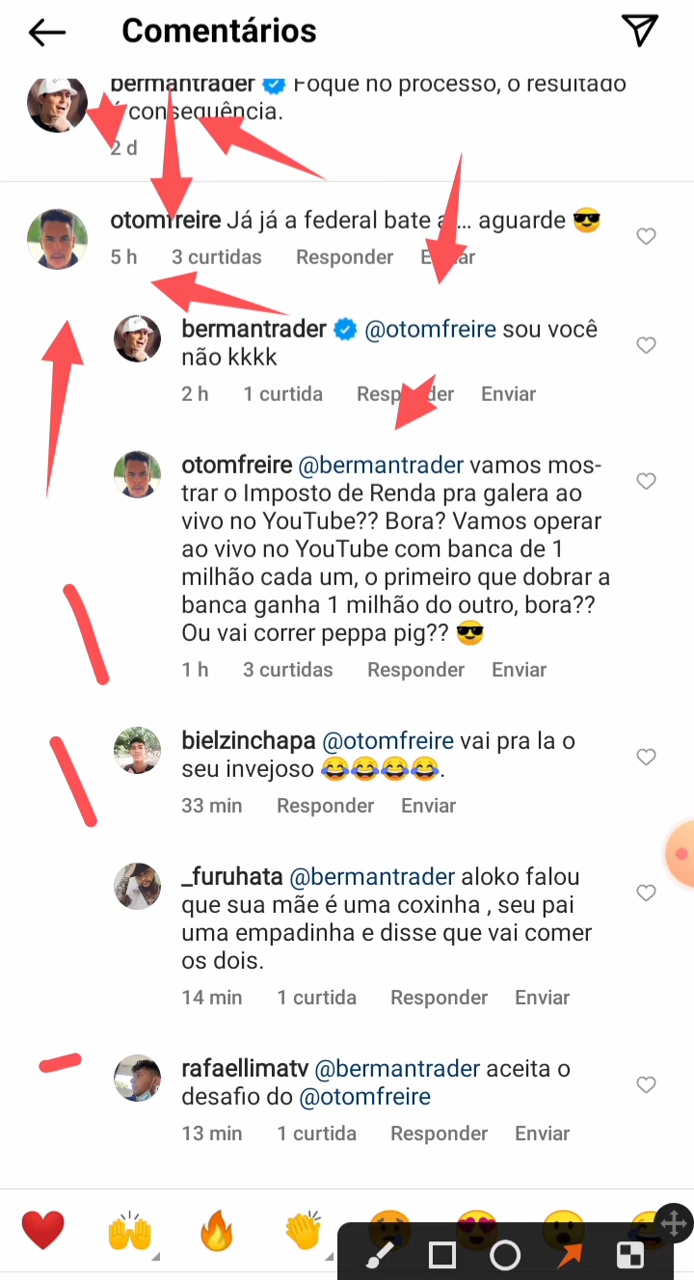 Comentários
bermantrader Foque no processo, o resultado
é consequência.
2 d
otomfreire Já já a federal bate a... aguarde 😎
5 h 3 curtidas Responder Enviar
bermantrader @otomfreire sou você
não kkkk
2 h 1 curtida Responder Enviar
otomfreire @bermantrader vamos mos-
trar o Imposto de Renda pra galera ao
vivo no YouTube?? Bora? Vamos operar
ao vivo no YouTube com banca de 1
milhão cada um, o primeiro que dobrar a
banca ganha 1 milhão do outro, bora??
Ou vai correr peppa pig?? 😎
1 h 3 curtidas Responder Enviar
bielzinchapa @otomfreire vai pra la o
seu invejoso 😂😂😂😂.
33 min Responder Enviar
_furuhata @bermantrader aloko falou
que sua mãe é uma coxinha , seu pai
uma empadinha e disse que vai comer
os dois.
14 min 1 curtida Responder Enviar
rafaellimatv @bermantrader aceita o
desafio do @otomfreire
13 min 1 curtida Responder Enviar